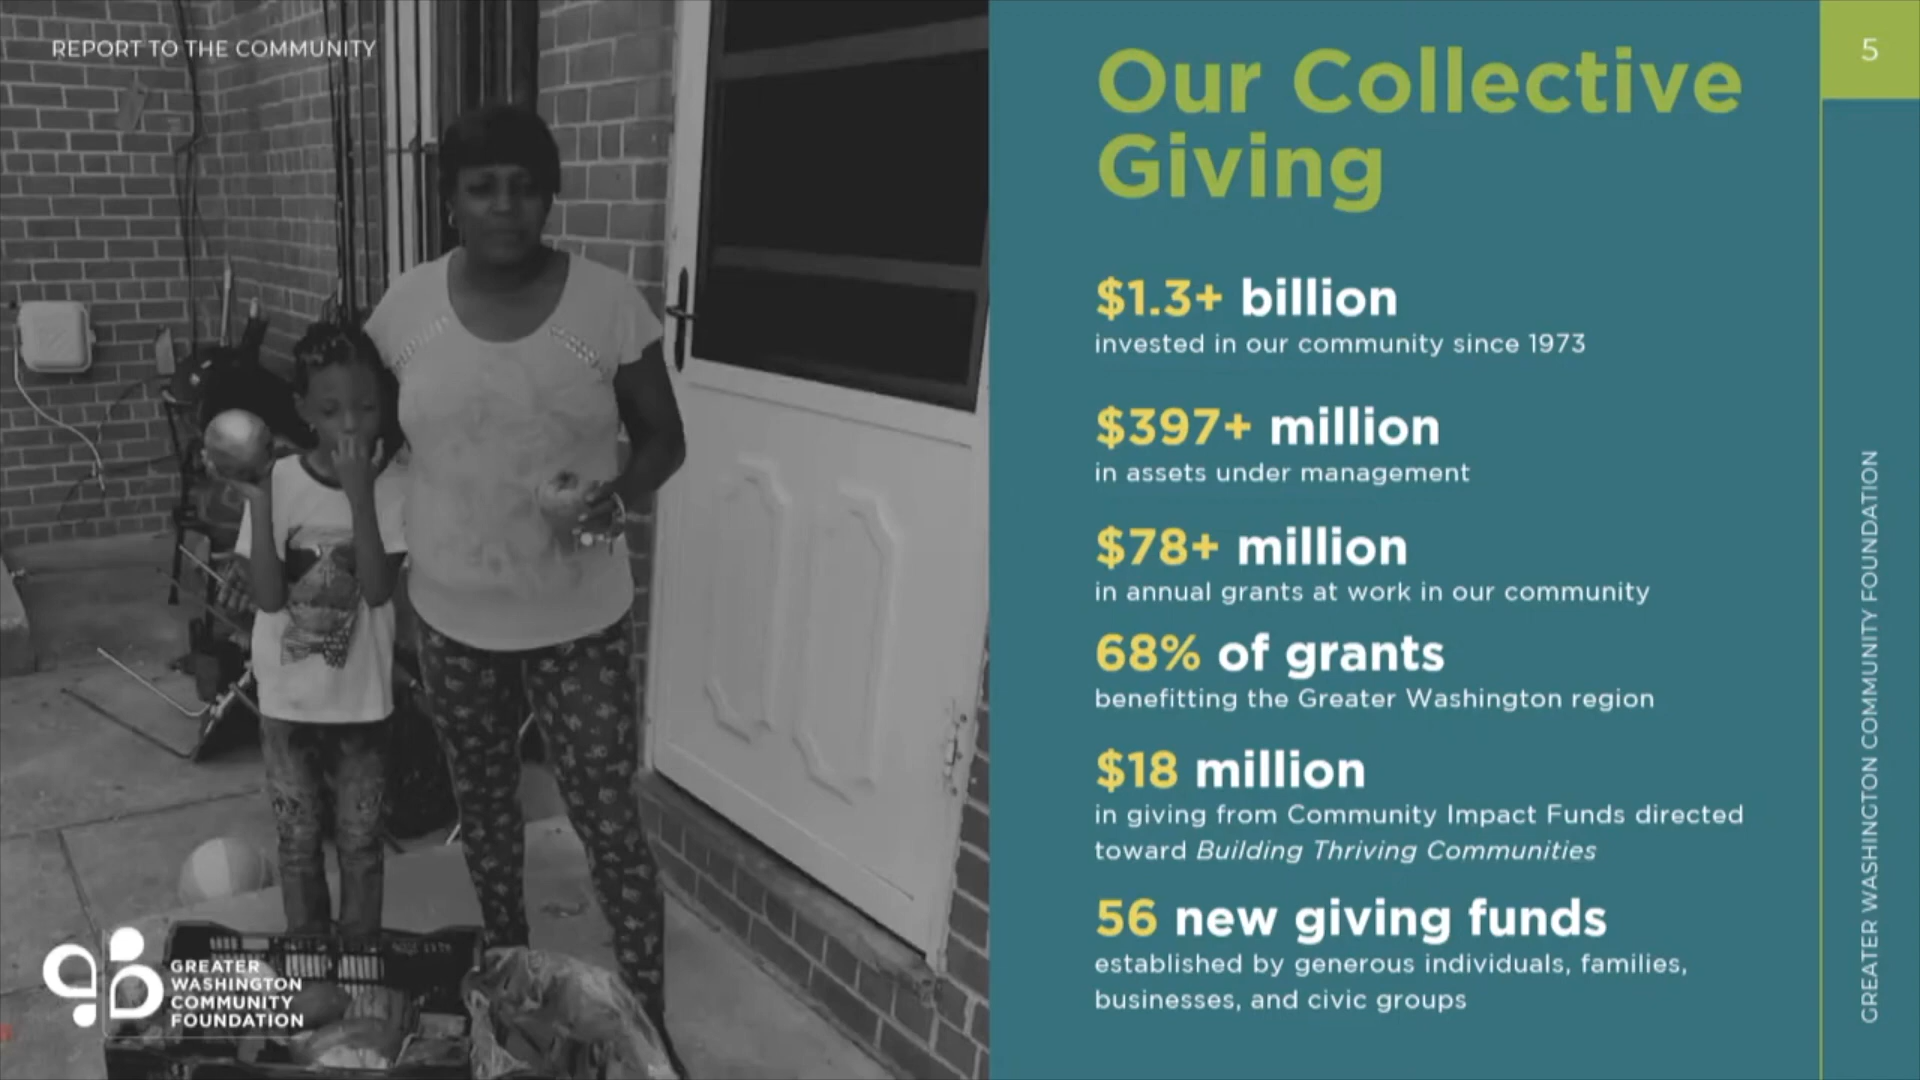 REPORT TO THE COMMUNITY
5
Our Collective
Giving
$1.3+ billion
invested in our community since 1973
$397+ million
in assets under management
$78+ million
in annual grants at work in our community
68% of grants
benefitting the Greater Washington region
$18 million
in giving from Community Impact Funds directed
toward Building Thriving Communities
56 new giving funds
established by generous individuals, families,
businesses, and civic groups
GREATER
WASHINGTON
COMMUNITY
FOUNDATION
GREATER WASHINGTON COMMUNITY FOUNDATION